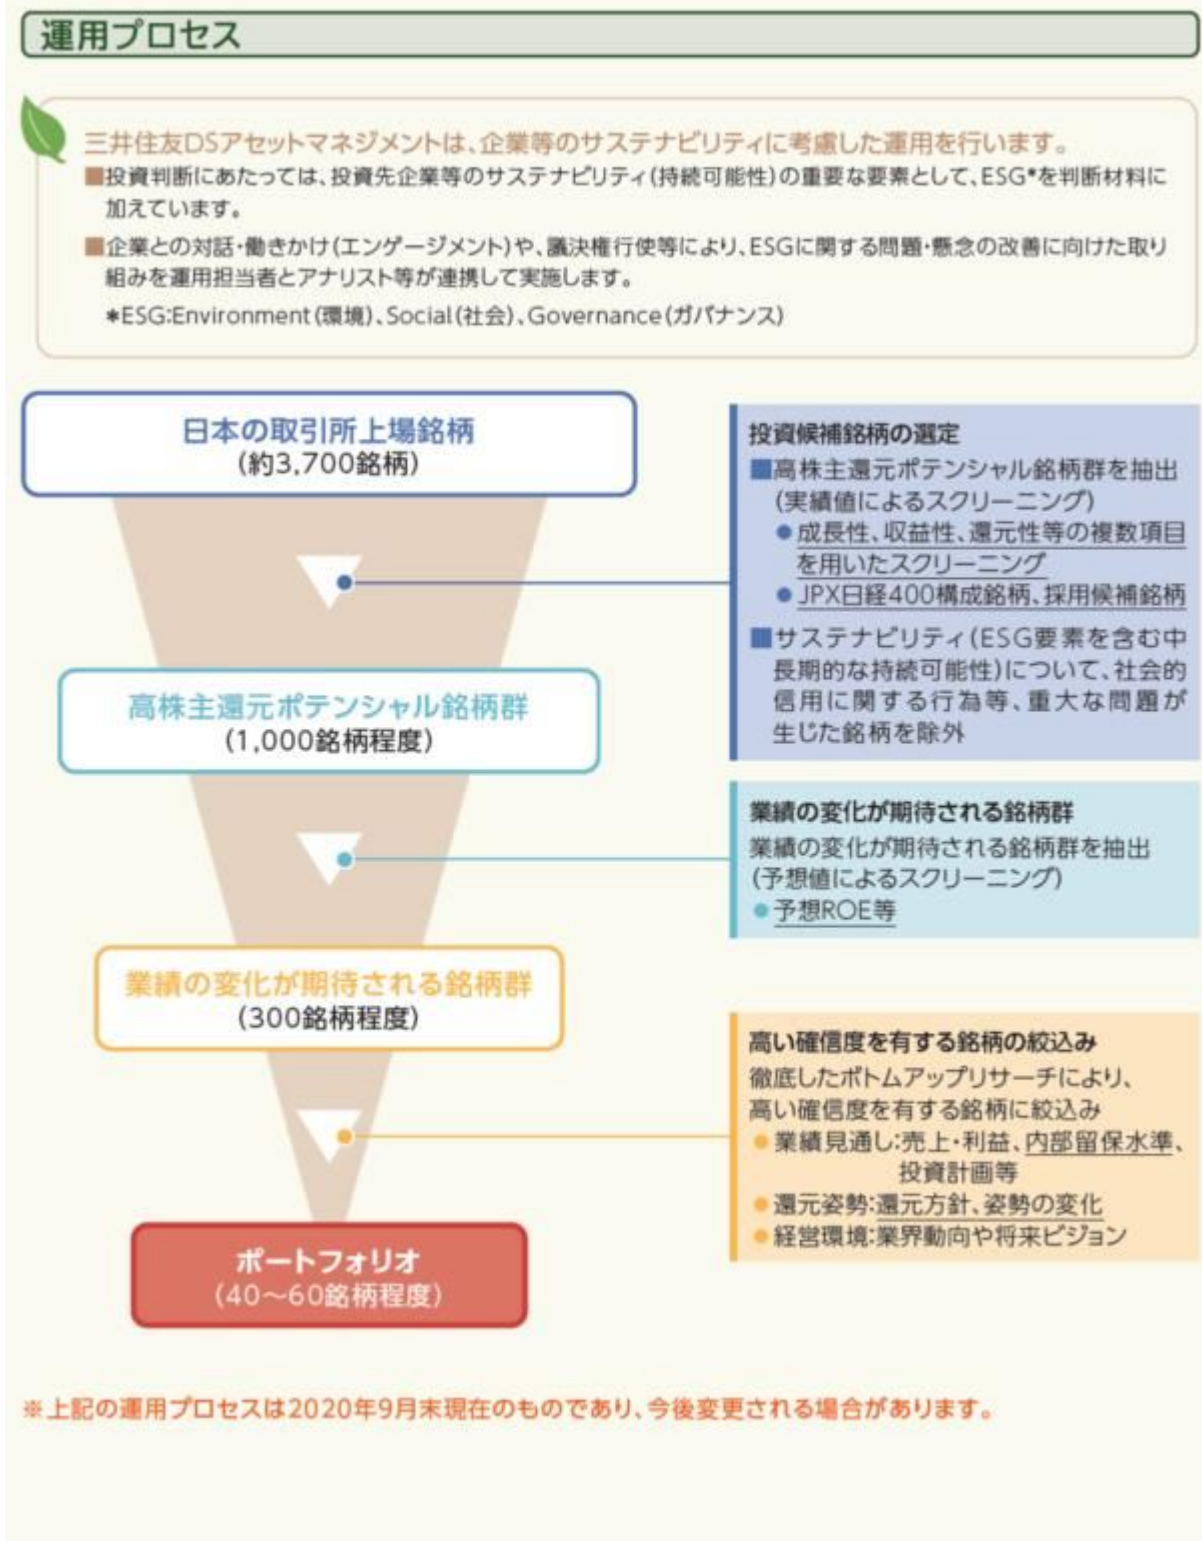 運用プロセス
三井住友DSアセットマネジメントは、企業等のサステナビリティに考慮した運用を行います。
■投資判断にあたっては、投資先企業等のサステナビリティ(持続可能性)の重要な要素として、ESG*を判断材料に
加えています。
■企業との対話・働きかけ(エンゲージメント)や、議決権行使等により、ESGに関する問題・懸念の改善に向けた取り
組みを運用担当者とアナリスト等が連携して実施します。
*ESG:Environment(環境)、Social(社会)、Governance(ガバナンス)
日本の取引所上場銘柄
(約3,700銘柄)
投資候補銘柄の選定
■高株主還元ポテンシャル銘柄群を抽出
(実績値によるスクリーニング)
●成長性、収益性、還元性等の複数項目
を用いたスクリーニング
●JPX日経400構成銘柄、採用候補銘柄
■サステナビリティ(ESG要素を含む中
長期的な持続可能性)について、社会的
信用に関する行為等、重大な問題が
生じた銘柄を除外
高株主還元ポテンシャル銘柄群
(1,000銘柄程度)
業績の変化が期待される銘柄群
業績の変化が期待される銘柄群を抽出
(予想値によるスクリーニング)
●予想ROE等
業績の変化が期待される銘柄群
(300銘柄程度)
高い確信度を有する銘柄の絞込み
徹底したボトムアップリサーチにより、
高い確信度を有する銘柄に絞込み
●業績見通し:売上・利益、内部留保水準、
投資計画等
●還元姿勢:還元方針、姿勢の変化
●経営環境:業界動向や将来ビジョン
ポートフォリオ
(40〜60銘柄程度)
※上記の運用プロセスは2020年9月末現在のものであり、今後変更される場合があります。